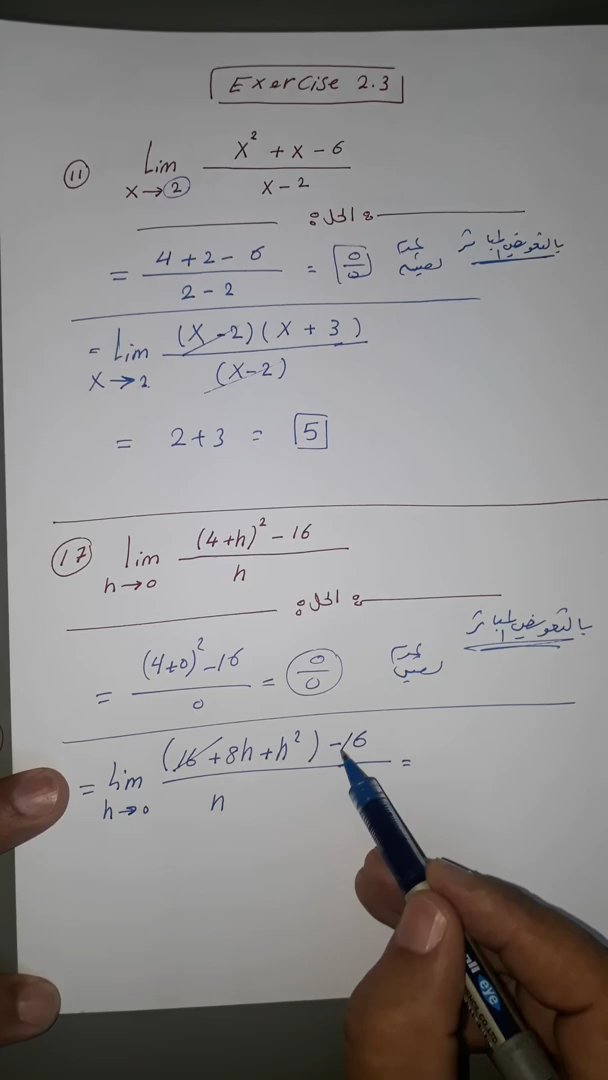 Exercise 2.3
⑪ Lim x→2 (x² + x - 6)/(x - 2)
الحل:
= (4 + 2 - 6)/(2 - 2) = 0/0 بالتعويض المباشر
= Lim x→2 (x - 2)(x + 3)/(x - 2)
= 2 + 3 = 5
⑰ lim h→0 ((4+h)² - 16)/h
الحل:
= ((4+0)² - 16)/0 = 0/0 بالتعويض المباشر
= lim h→0 ((16 + 8h + h²) - 16)/h =
eye